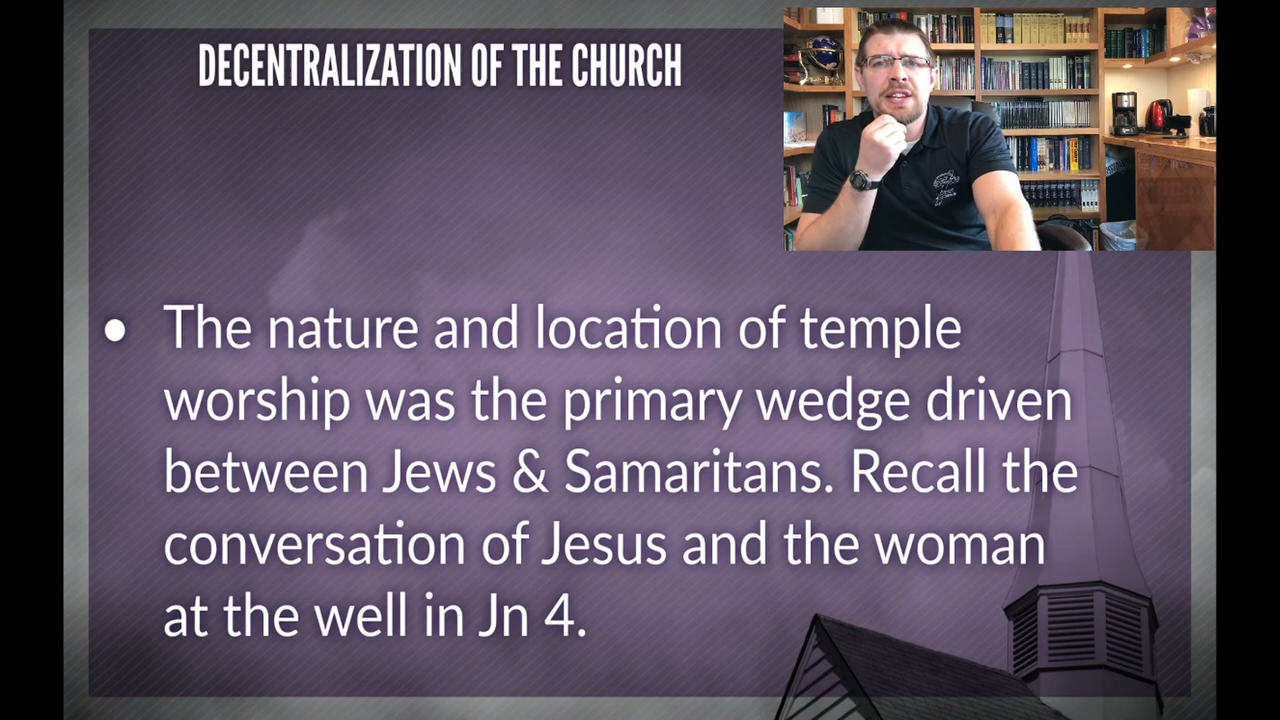 DECENTRALIZATION OF THE CHURCH
• The nature and location of temple
worship was the primary wedge driven
between Jews & Samaritans. Recall the
conversation of Jesus and the woman
at the well in Jn 4.